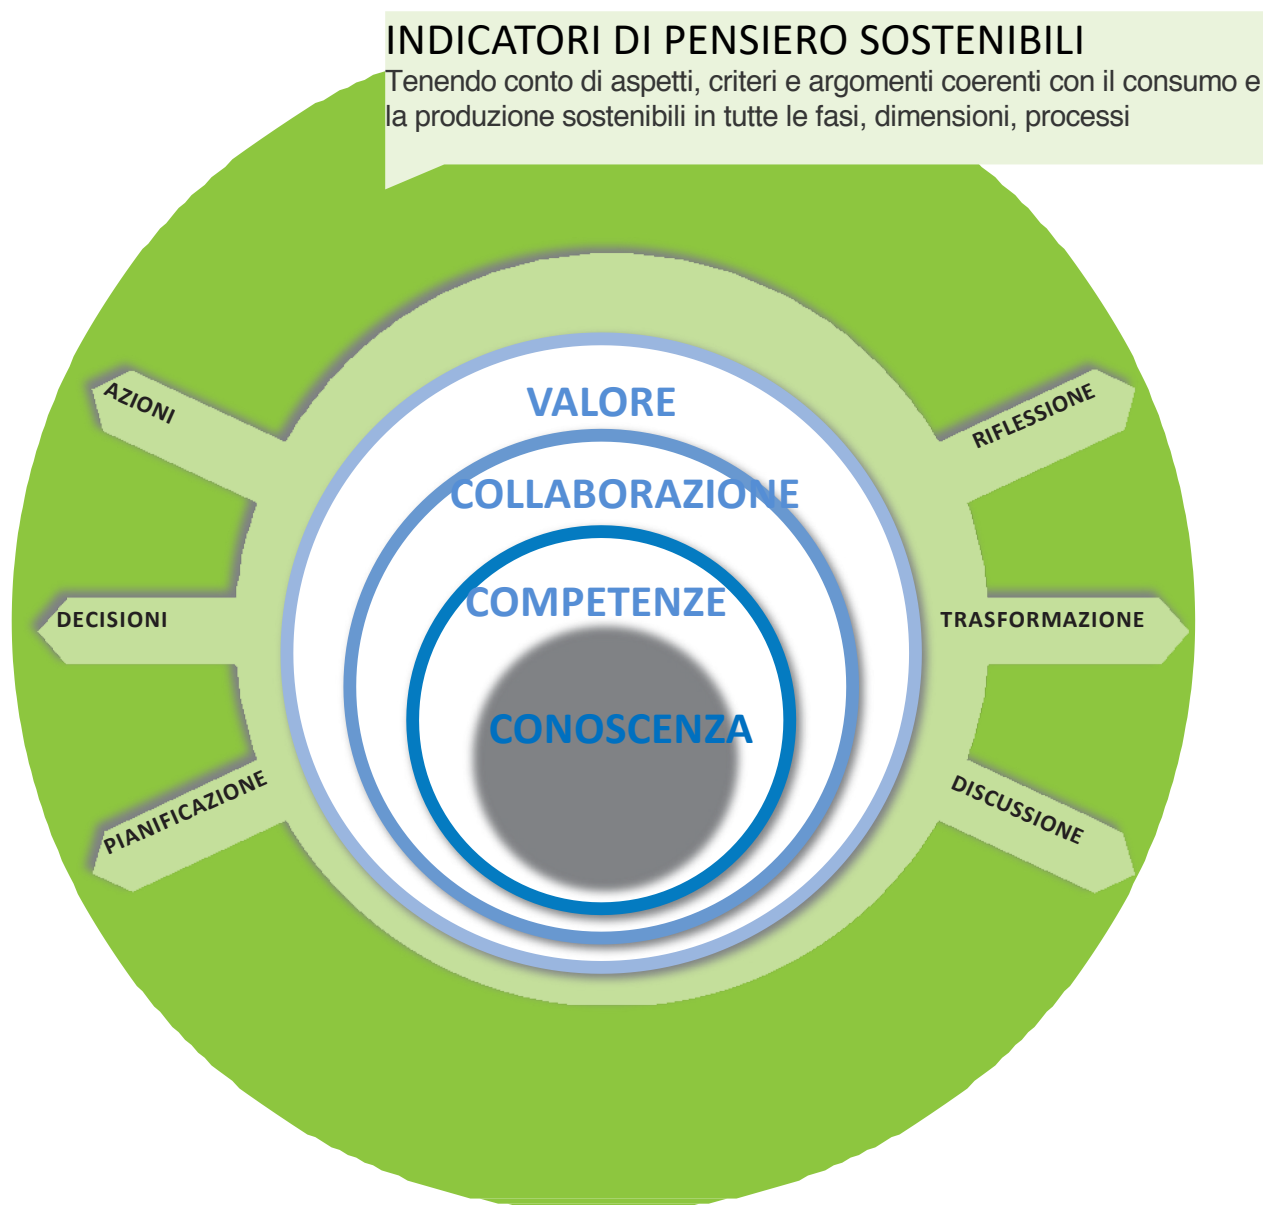 INDICATORI DI PENSIERO SOSTENIBILI
Tenendo conto di aspetti, criteri e argomenti coerenti con il consumo e
la produzione sostenibili in tutte le fasi, dimensioni, processi
VALORE
COLLABORAZIONE
COMPETENZE
CONOSCENZA
AZIONI
DECISIONI
PIANIFICAZIONE
RIFLESSIONE
TRASFORMAZIONE
DISCUSSIONE